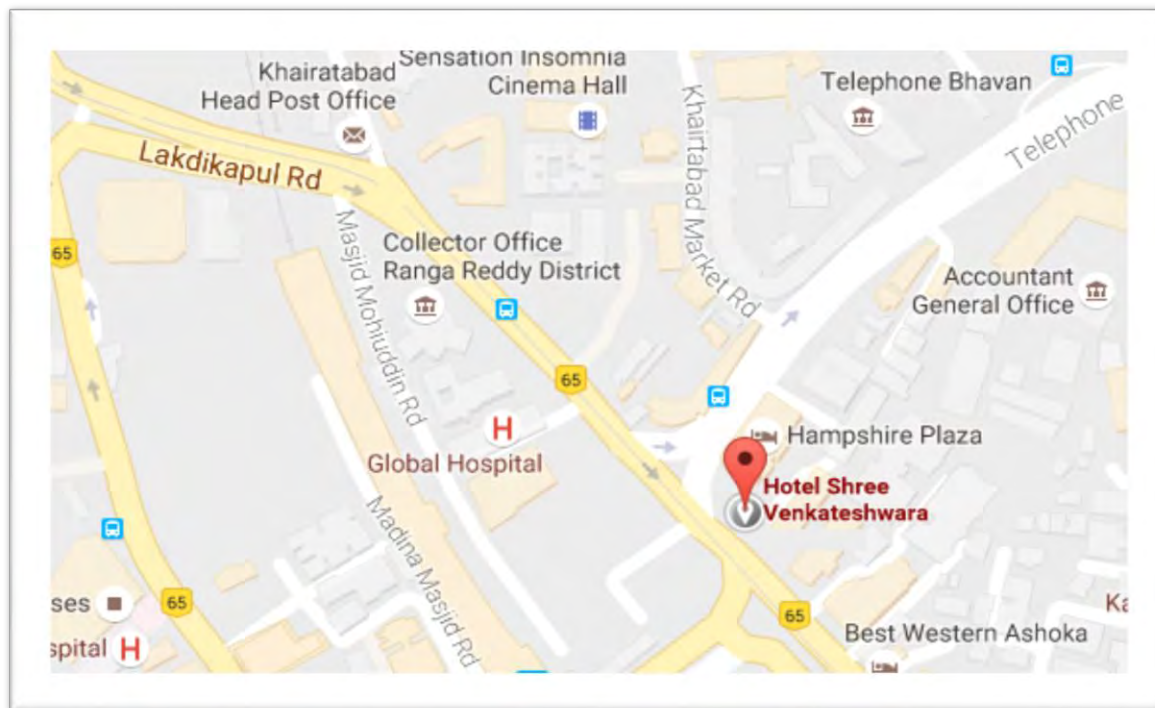 Sensation Insomnia
Cinema Hall
Khairatabad
Head Post Office
Telephone Bhavan
Telephone
Lakdikapul Rd
Khairtabad Market Rd
Masjid Mohiuddin Rd
Collector Office
Ranga Reddy District
65
Accountant
General Office
65
Hampshire Plaza
H
Global Hospital
Hotel Shree
Venkateshwara
Madina Masjid Rd
ses
65
65
spital H
Ka
Best Western Ashoka